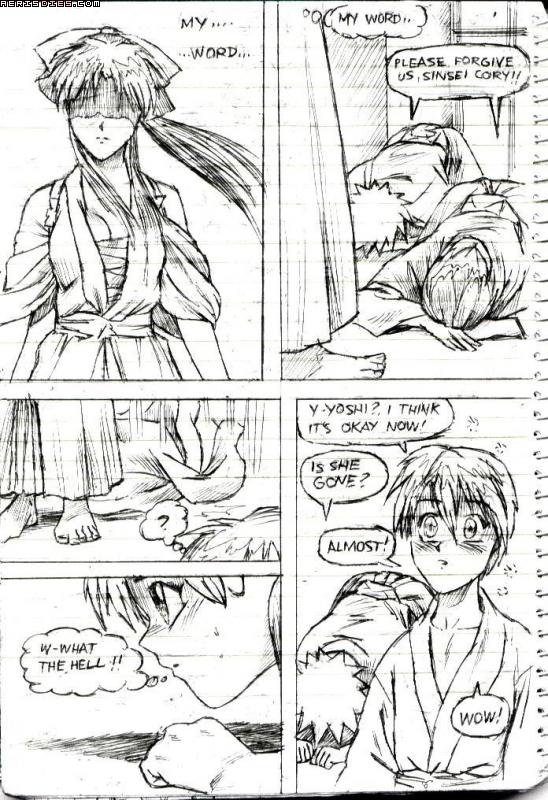 AERISDIES.COM
MY....
...WORD...
MY WORD...
PLEASE FORGIVE
US, SINSEI CORY!!
?
W-WHAT
THE HELL!!
Y-YOSHI?, I THINK
IT'S OKAY NOW!
IS SHE
GONE?
ALMOST!
WOW!